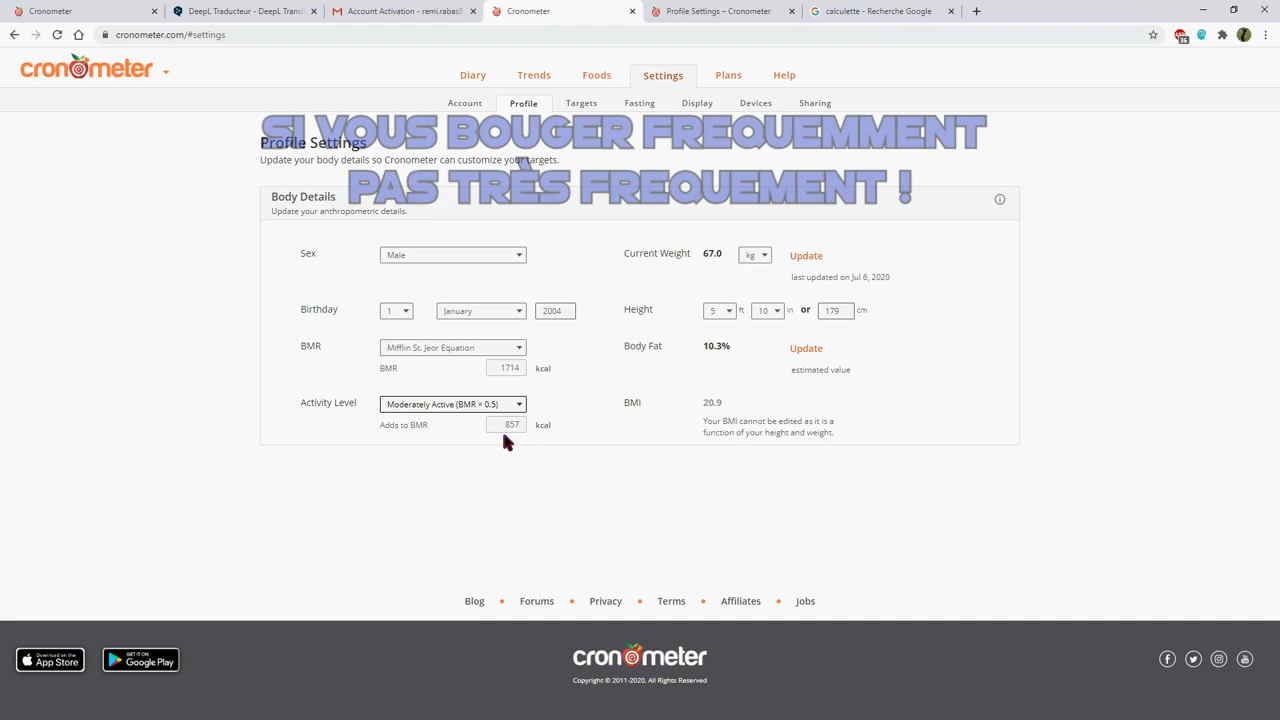 Cronometer
DeepL Traducteur - DeepL Transl
Account Activation - remi.rabas8
Cronometer
Profile Settings – Cronometer
calculette - Recherche Google
cronometer.com/#settings
36
cronometer
Diary
Trends
Foods
Settings
Plans
Help
Account
Profile
Targets
Fasting
Display
Devices
Sharing
SI VOUS BOUGER FREQUEMMENT
PAS TRÈS FREQUEMENT !
Profile Settings
Update your body details so Cronometer can customize your targets.
Body Details
Update your anthropometric details.
Sex
Male
Current Weight
67.0
kg
Update
last updated on Jul 6, 2020
Birthday
1
January
2004
Height
5
ft
10
in
or
179
cm
BMR
Mifflin St. Jeor Equation
BMR
1714
kcal
Body Fat
10.3%
Update
estimated value
Activity Level
Moderately Active (BMR × 0.5)
Adds to BMR
857
kcal
BMI
20.9
Your BMI cannot be edited as it is a
function of your height and weight.
Blog
Forums
Privacy
Terms
Affiliates
Jobs
Download on the
App Store
GET IT ON
Google Play
cronometer
Copyright © 2011-2020, All Rights Reserved